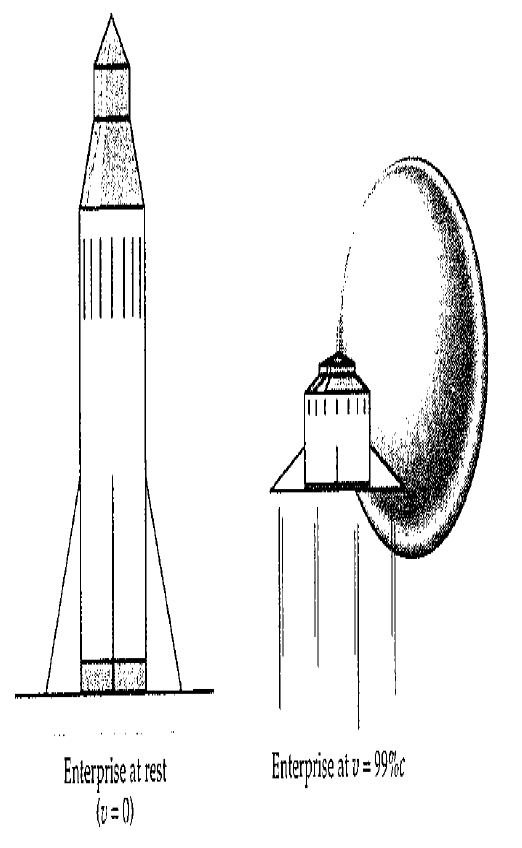 Enterprise at rest
(v = 0)
Enterprise at v = 99%c